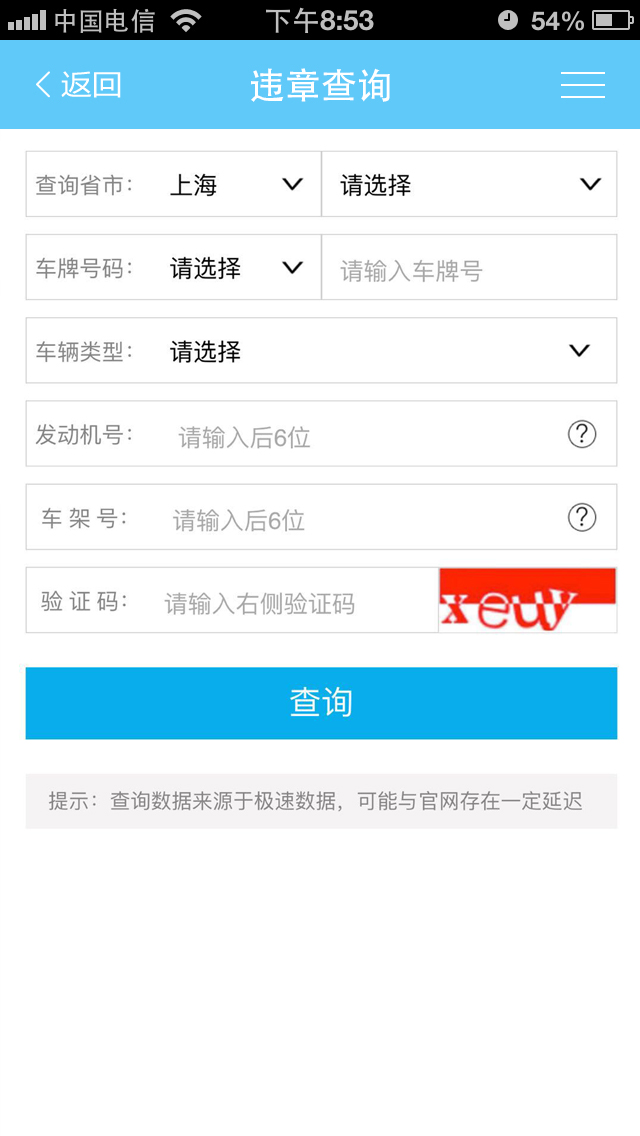 中国电信 下午8:53 54%
返回 违章查询
查询省市： 上海 请选择
车牌号码： 请选择 请输入车牌号
车辆类型： 请选择
发动机号： 请输入后6位 ?
车 架 号： 请输入后6位 ?
验 证 码： 请输入右侧验证码
查询
提示：查询数据来源于极速数据，可能与官网存在一定延迟